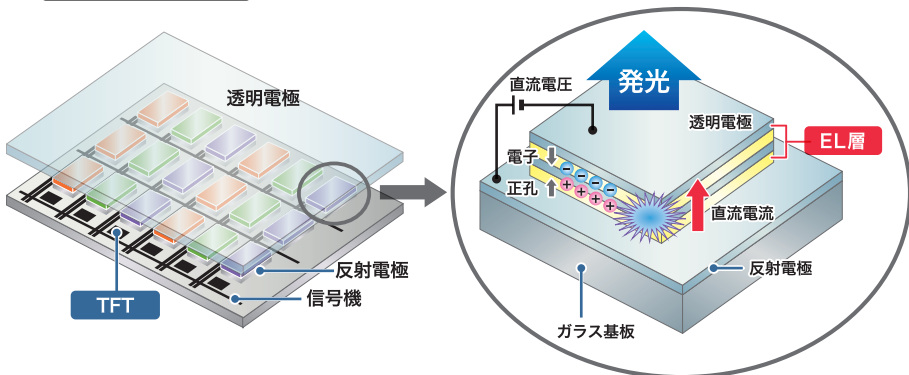 透明電極
反射電極
信号機
TFT
発光
直流電圧
透明電極
EL層
電子
正孔
直流電流
反射電極
ガラス基板